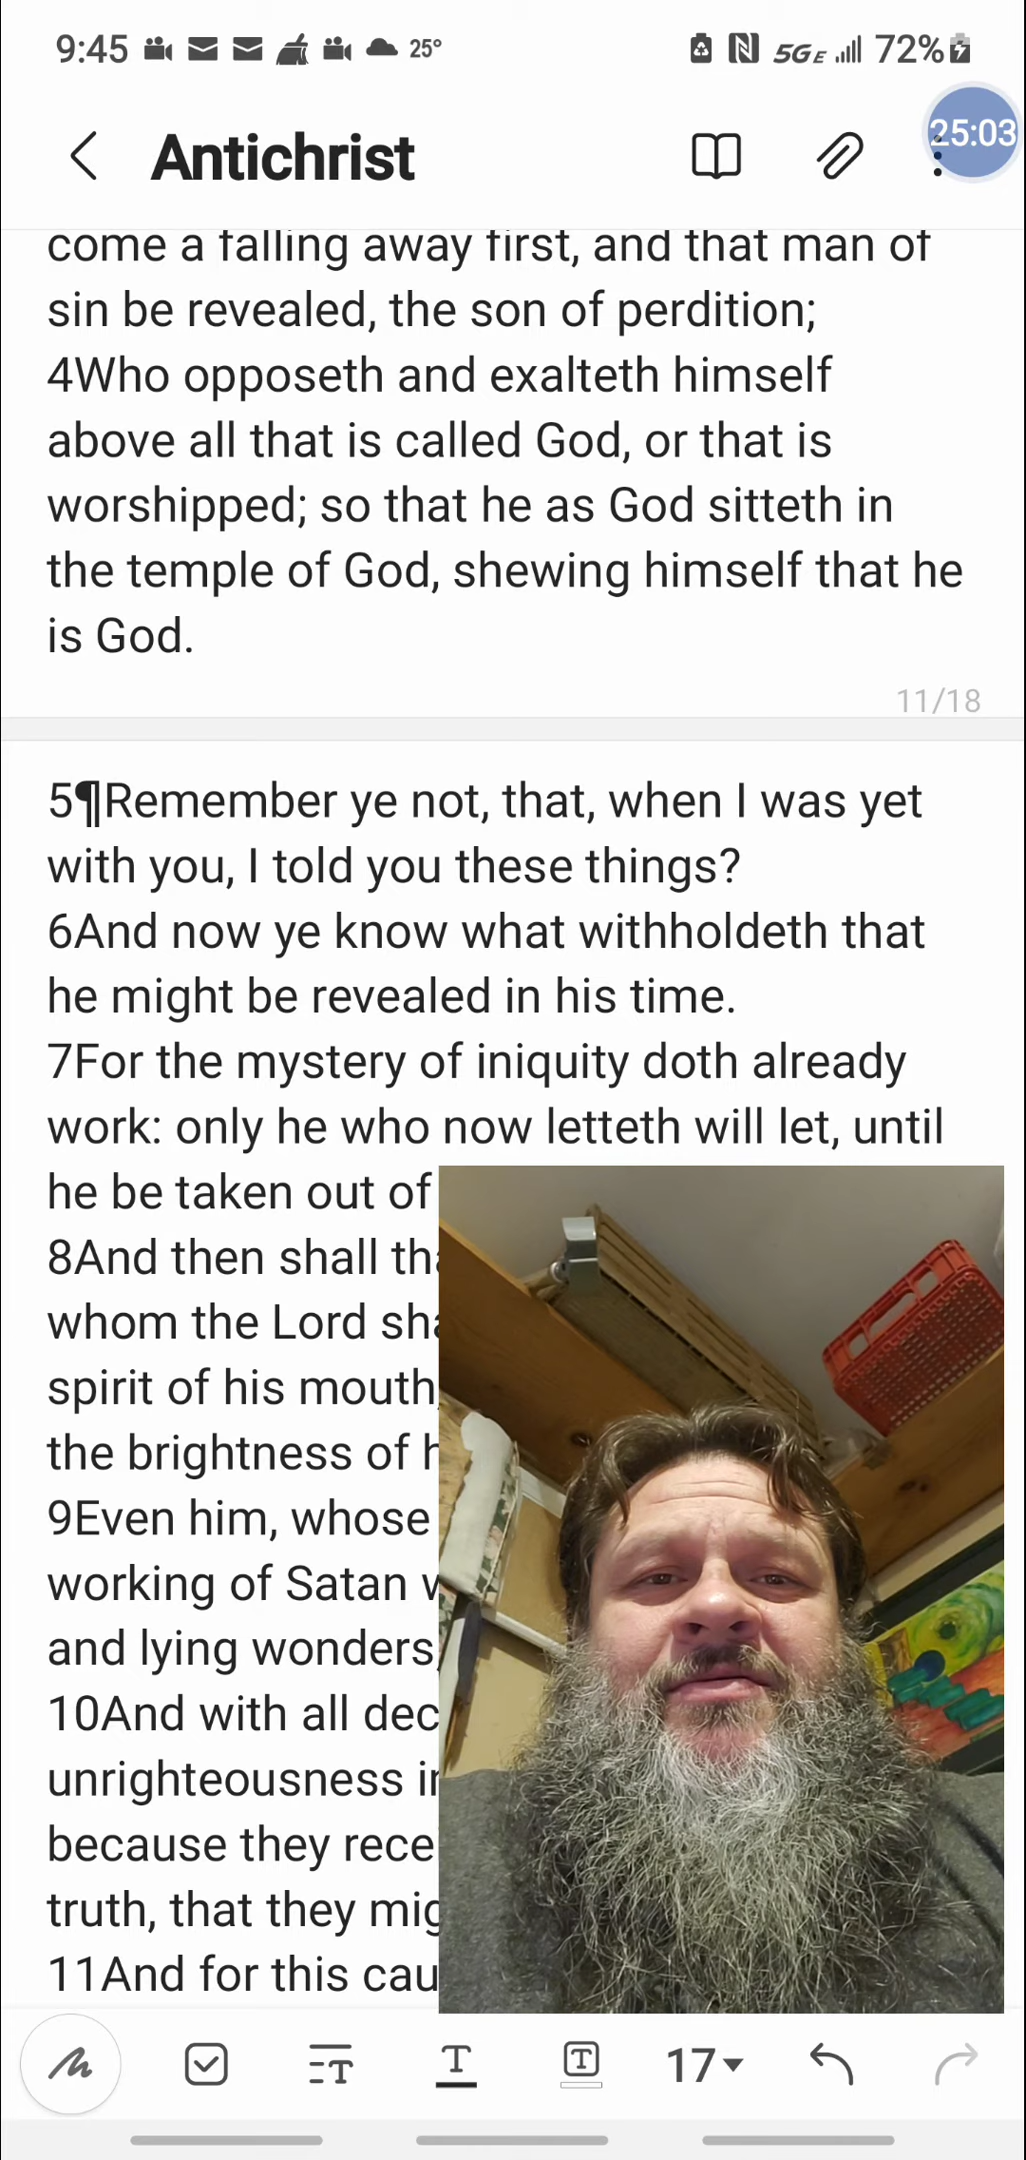 9:45 25° 5GE 72%
Antichrist
25:03
come a falling away first, and that man of
sin be revealed, the son of perdition;
4Who opposeth and exalteth himself
above all that is called God, or that is
worshipped; so that he as God sitteth in
the temple of God, shewing himself that he
is God.
11/18
5¶Remember ye not, that, when I was yet
with you, I told you these things?
6And now ye know what withholdeth that
he might be revealed in his time.
7For the mystery of iniquity doth already
work: only he who now letteth will let, until
he be taken out of
8And then shall
whom the Lord
spirit of his mouth,
the brightness of
9Even him, whose
working of Satan
and lying wonders,
10And with all
unrighteousness
because they
truth, that they
11And for this
17